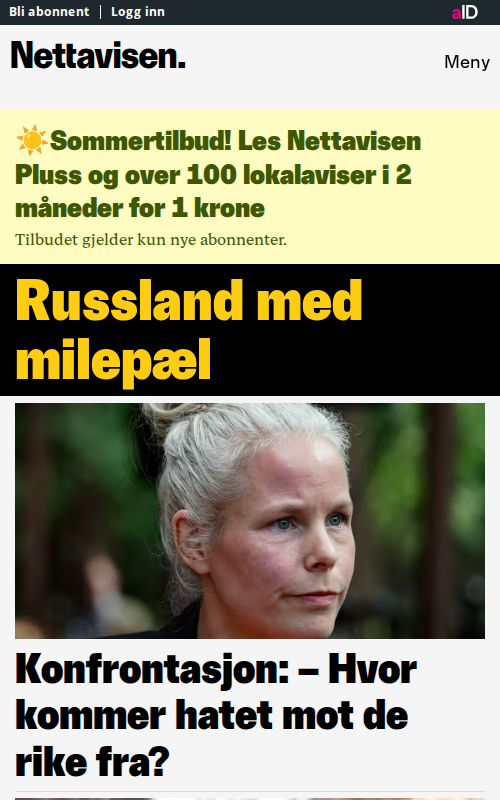 Bli abonnent | Logg inn
aID
Nettavisen.
Meny
☀️Sommertilbud! Les Nettavisen
Pluss og over 100 lokalaviser i 2
måneder for 1 krone
Tilbudet gjelder kun nye abonnenter.
Russland med
milepæl
Konfrontasjon: – Hvor
kommer hatet mot de
rike fra?